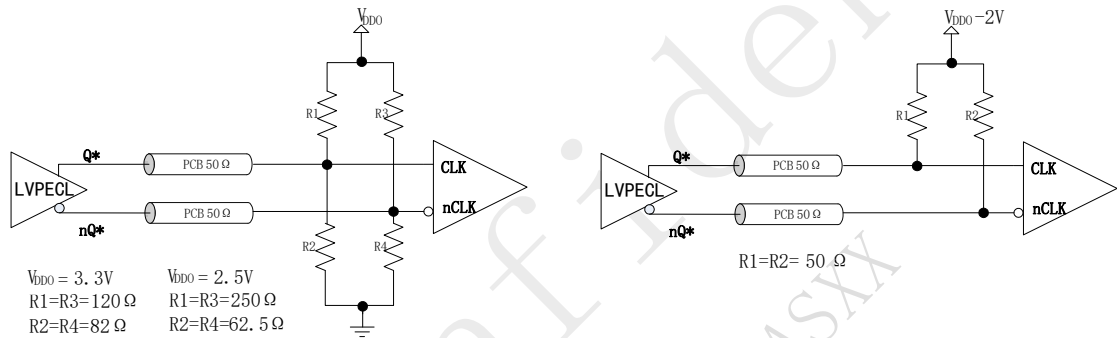 VDDO
R1
R3
Q*
PCB 50 Ω
CLK
LVPECL
PCB 50 Ω
nCLK
nQ*
R2
R4
VDDO = 3.3V
R1=R3=120 Ω
R2=R4=82 Ω
VDDO = 2.5V
R1=R3=250 Ω
R2=R4=62.5 Ω
VDDO-2V
R1
R2
Q*
PCB 50 Ω
CLK
LVPECL
PCB 50 Ω
nCLK
nQ*
R1=R2= 50 Ω